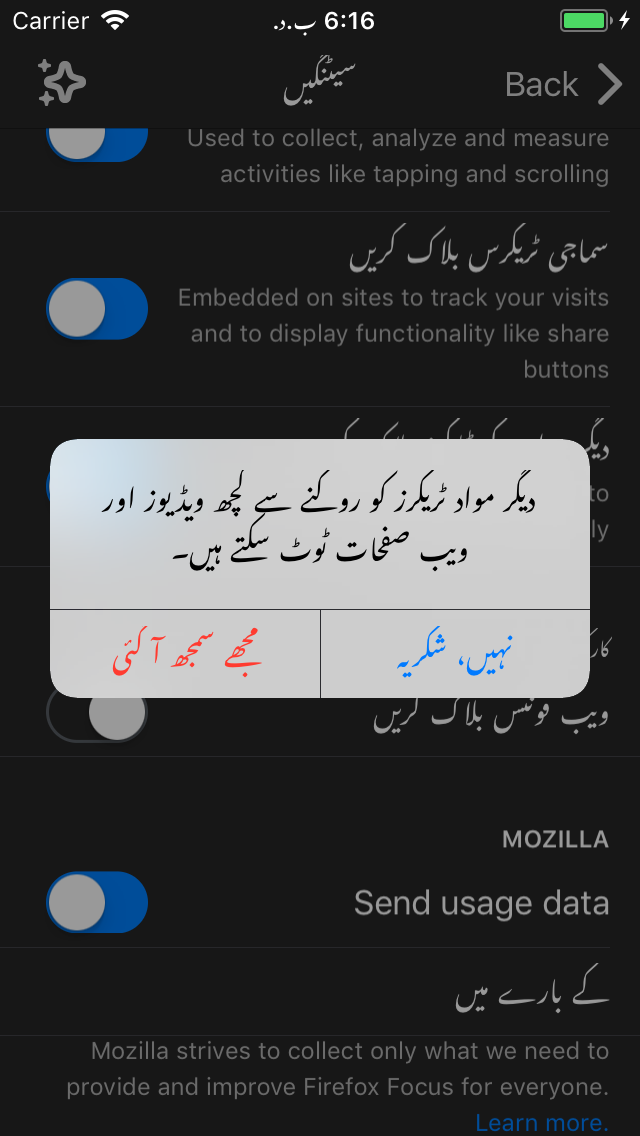 Carrier 6:16 ب.د.
Back
سیٹنگیں
Used to collect, analyze and measure
activities like tapping and scrolling
سماجی ٹریکرس بلاک کریں
Embedded on sites to track your visits
and to display functionality like share
buttons
to
ly
دیگر مواد ٹریکرز کو روکنے سے کچھ ویڈیوز اور
ویب صفحات ٹوٹ سکتے ہیں۔
نہیں، شکریہ
مجھے سمجھ آ گئی
ویب فونٹس بلاک کریں
MOZILLA
Send usage data
کے بارے میں
Mozilla strives to collect only what we need to
provide and improve Firefox Focus for everyone.
Learn more.